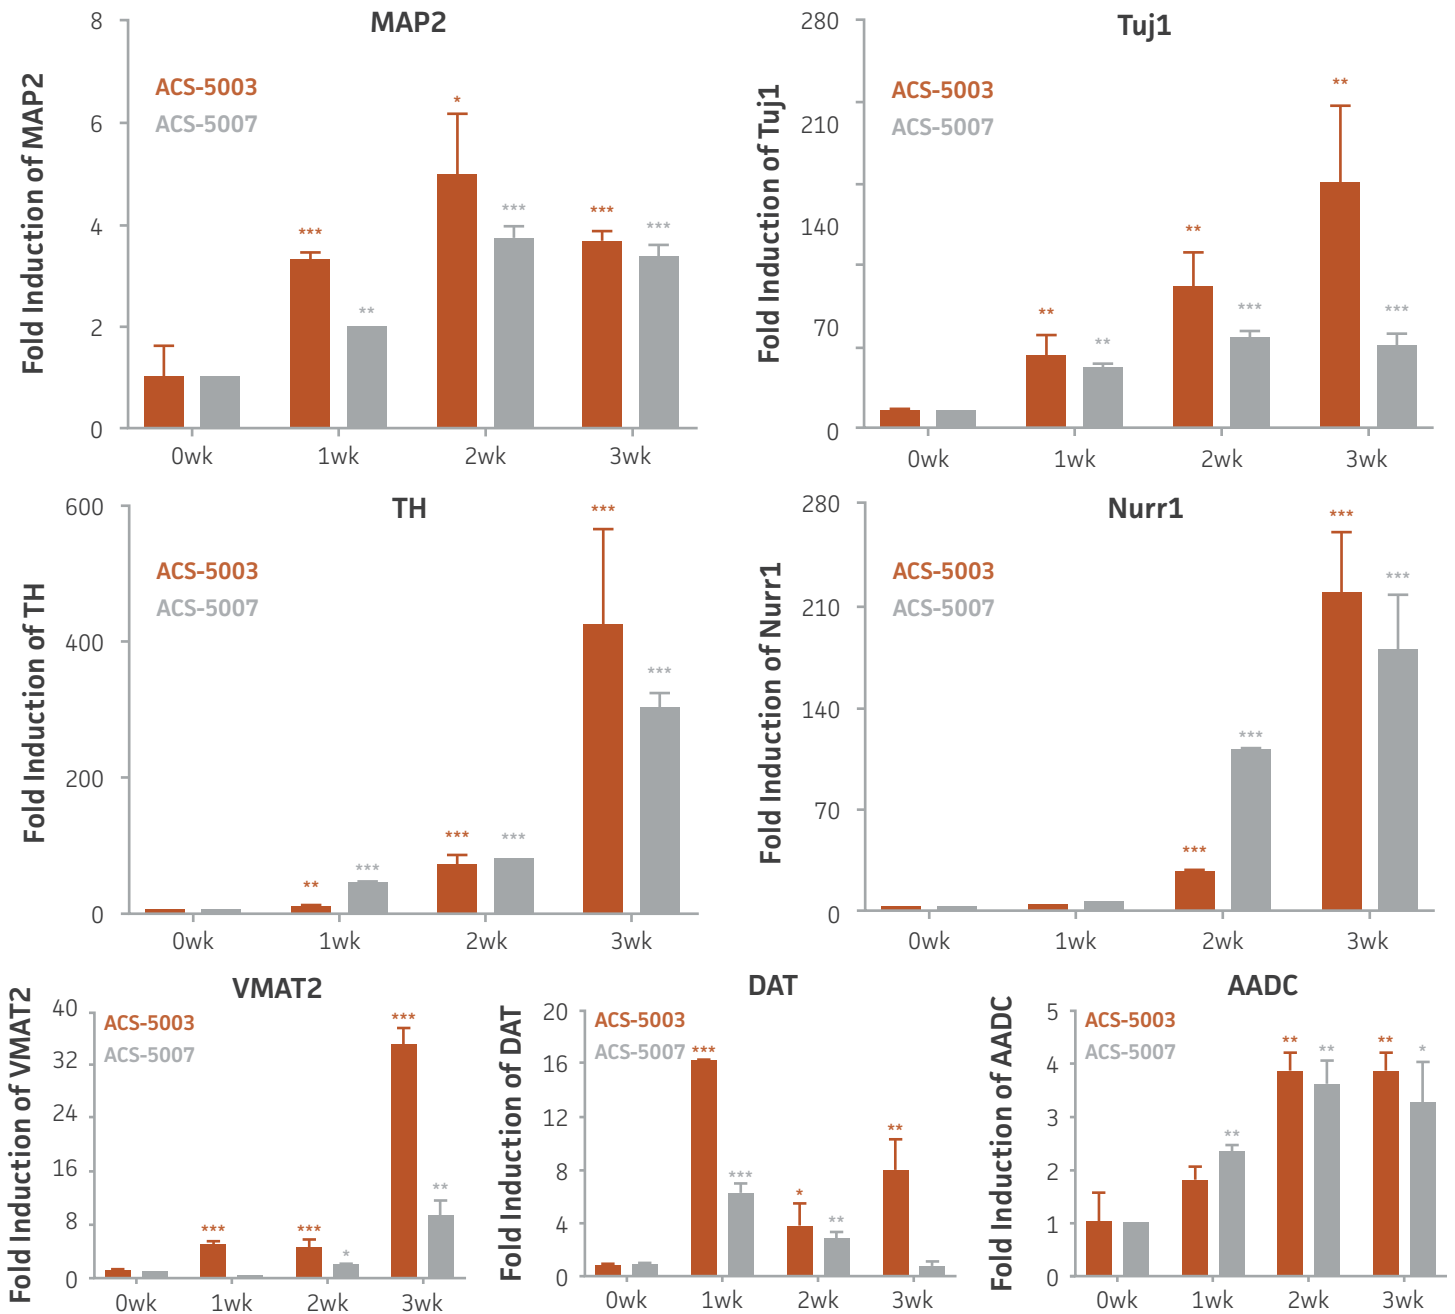 MAP2
Fold Induction of MAP2
8
6
4
2
0
ACS-5003
ACS-5007
*
***
**
***
***
***
0wk
1wk
2wk
3wk
Tuj1
Fold Induction of Tuj1
280
210
140
70
0
ACS-5003
ACS-5007
**
**
**
***
**
***
0wk
1wk
2wk
3wk
TH
Fold Induction of TH
600
400
200
0
ACS-5003
ACS-5007
**
***
***
***
***
***
0wk
1wk
2wk
3wk
Nurr1
Fold Induction of Nurr1
280
210
140
70
0
ACS-5003
ACS-5007
***
***
***
***
0wk
1wk
2wk
3wk
VMAT2
Fold Induction of VMAT2
40
32
24
16
8
0
ACS-5003
ACS-5007
***
***
*
***
**
0wk
1wk
2wk
3wk
DAT
Fold Induction of DAT
20
16
12
8
4
0
ACS-5003
ACS-5007
***
***
*
**
**
0wk
1wk
2wk
3wk
AADC
Fold Induction of AADC
5
4
3
2
1
0
ACS-5003
ACS-5007
**
**
**
**
*
0wk
1wk
2wk
3wk